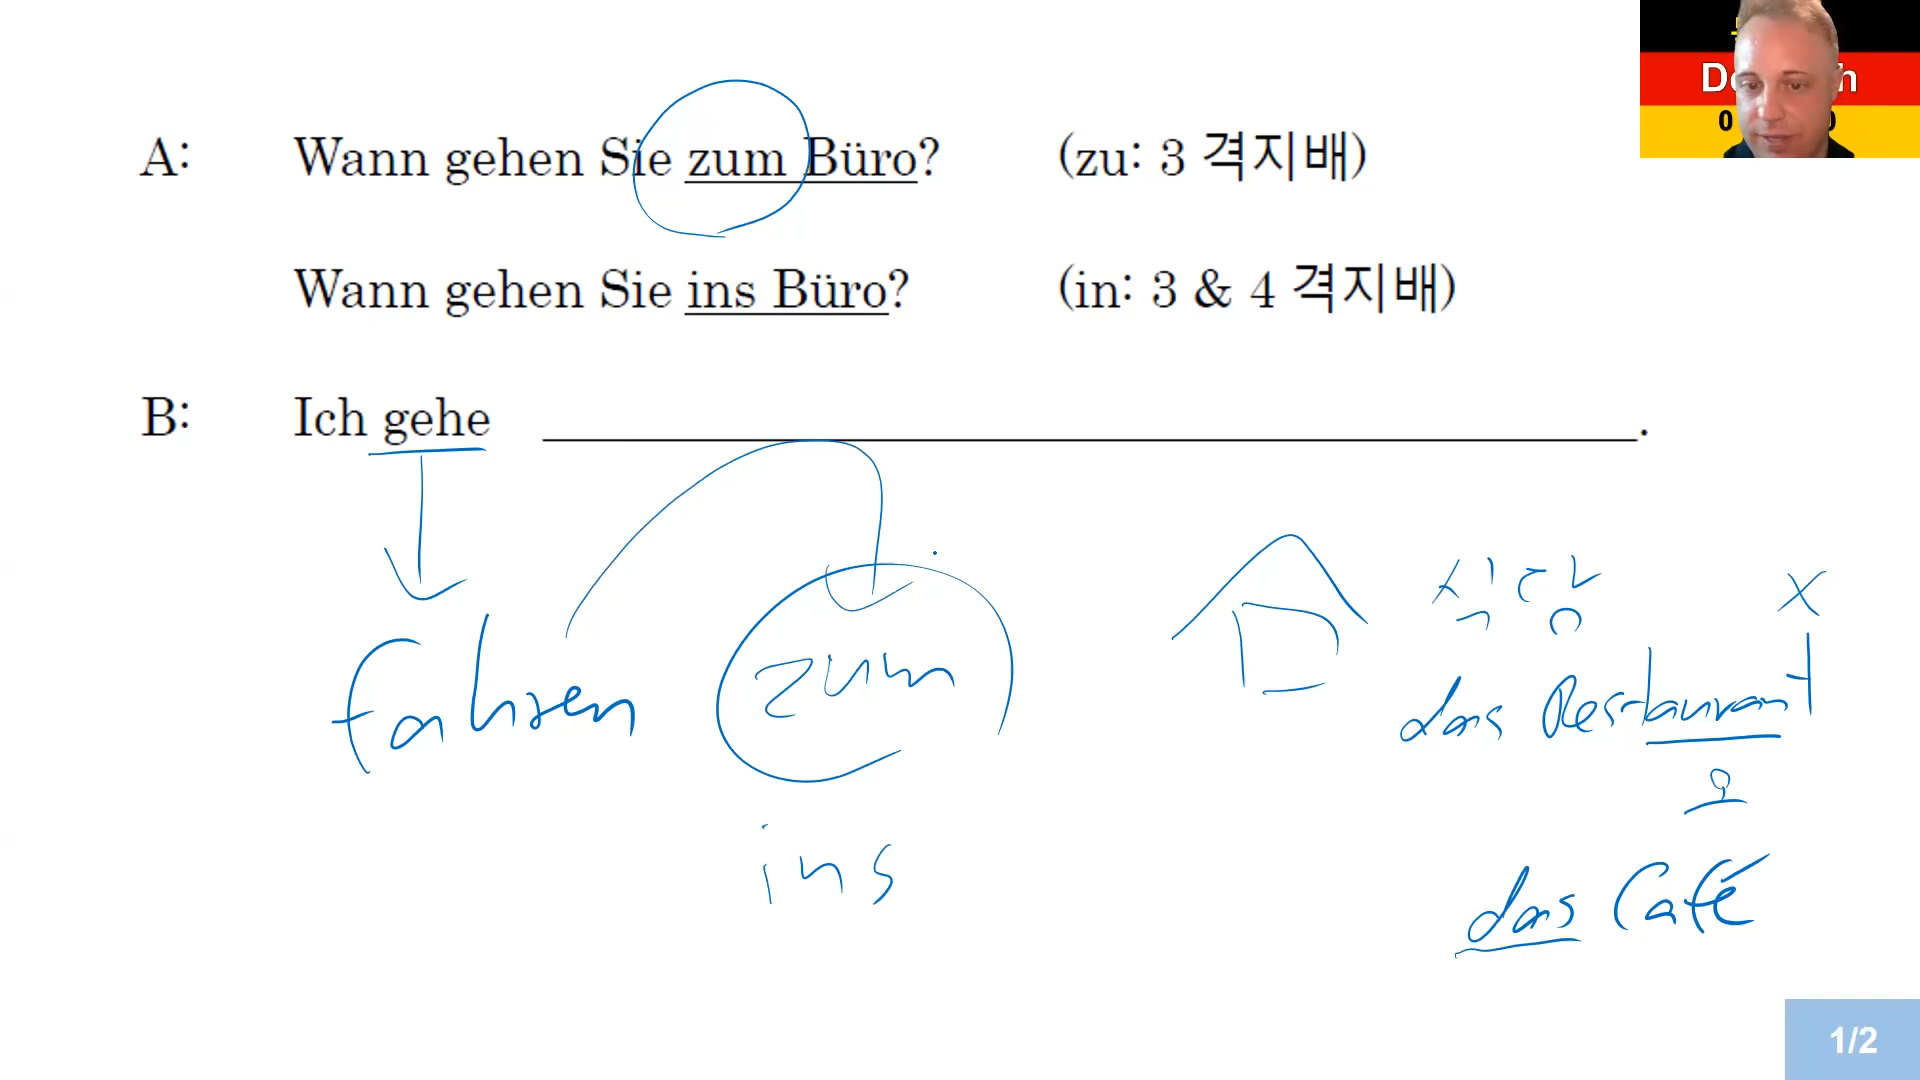 A: Wann gehen Sie zum Büro? (zu: 3 격지배)
Wann gehen Sie ins Büro? (in: 3 & 4 격지배)
B: Ich gehe .
식당 X
fahren zum das Restaurant
오
ins das Café
1/2